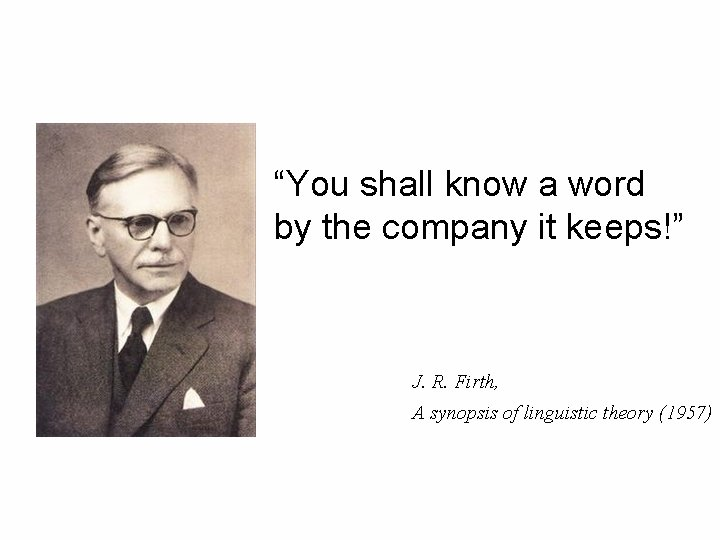 “You shall know a word
by the company it keeps!”
J. R. Firth,
A synopsis of linguistic theory (1957)